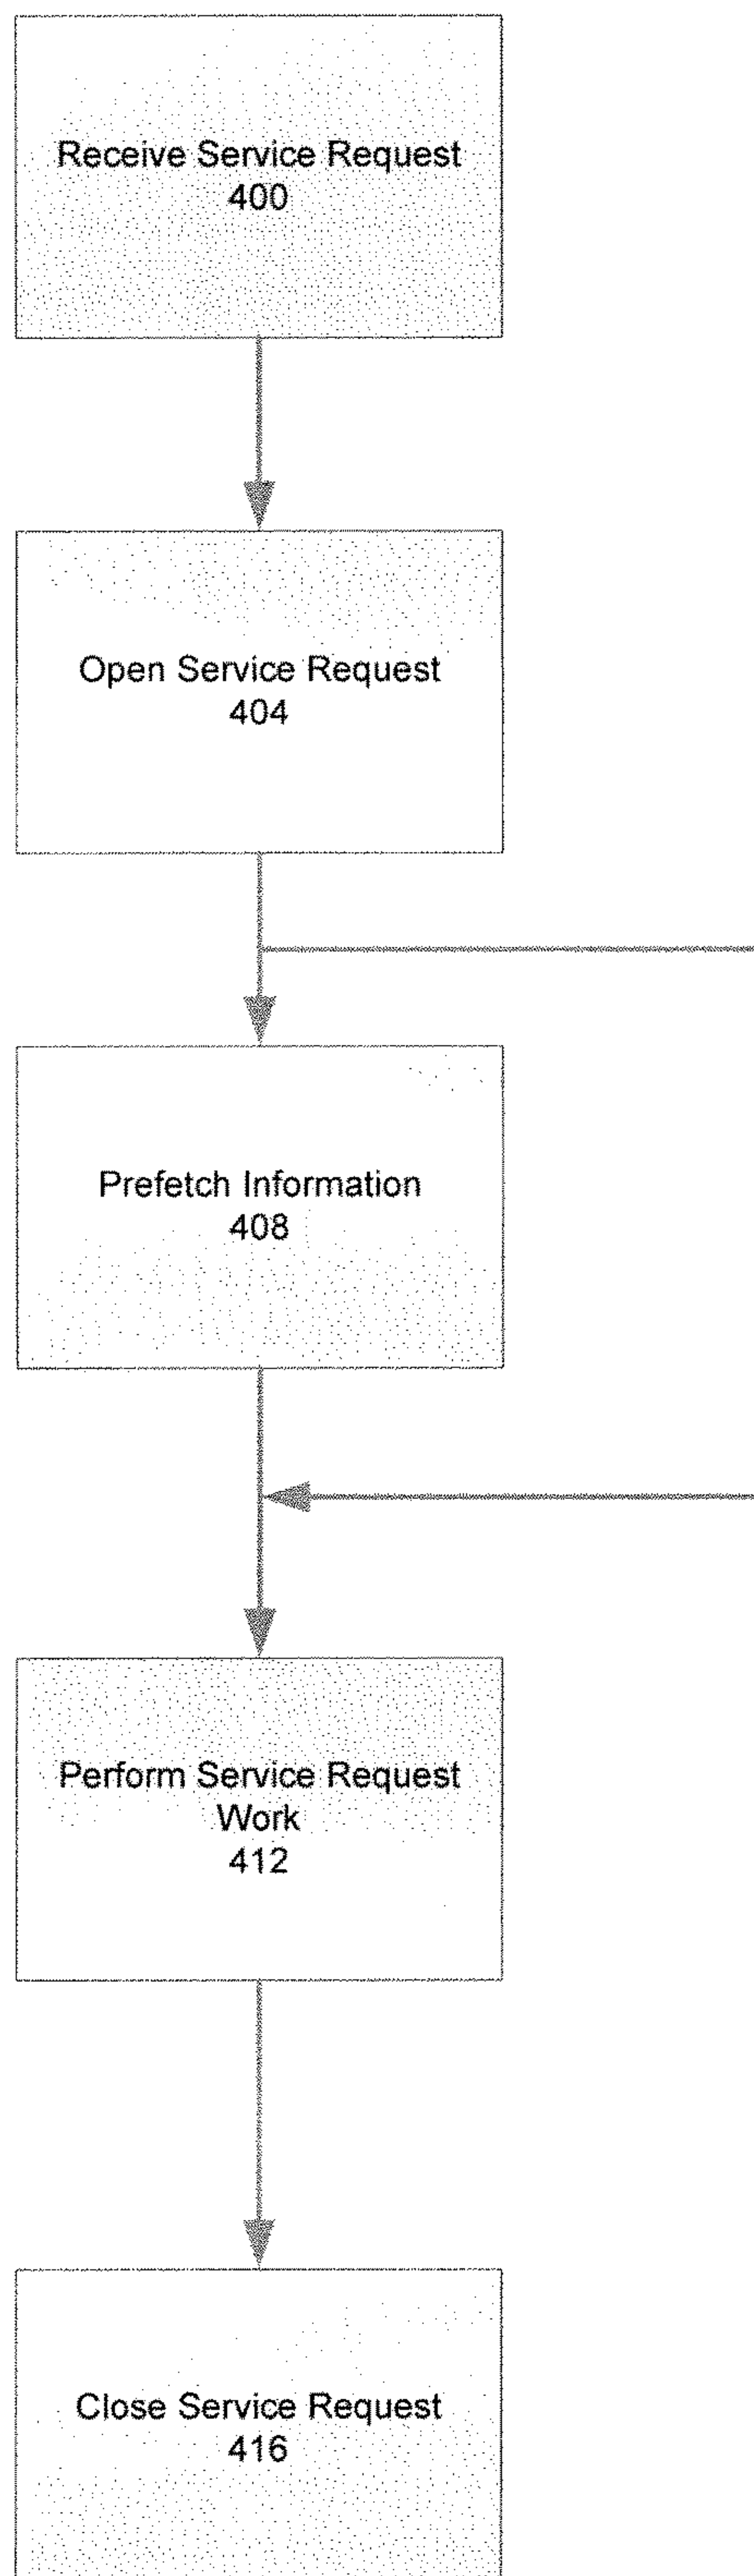 Receive Service Request
400
Open Service Request
404
Prefetch Information
408
Perform Service Request
Work
412
Close Service Request
416